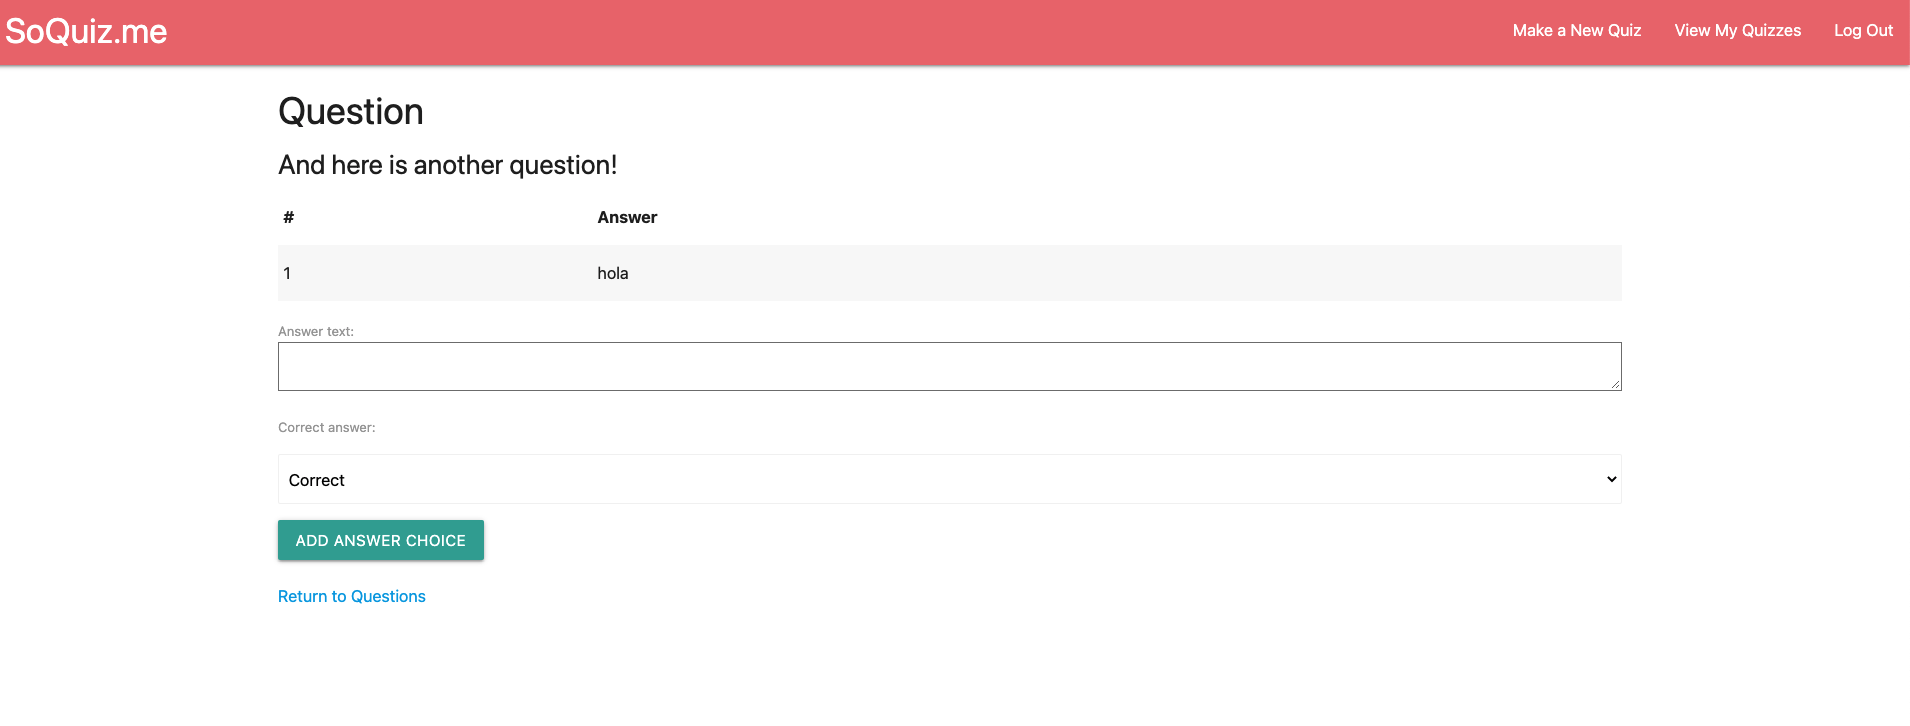 SoQuiz.me
Make a New Quiz
View My Quizzes
Log Out
Question
And here is another question!
# Answer
1 hola
Answer text:
Correct answer:
Correct
ADD ANSWER CHOICE
Return to Questions